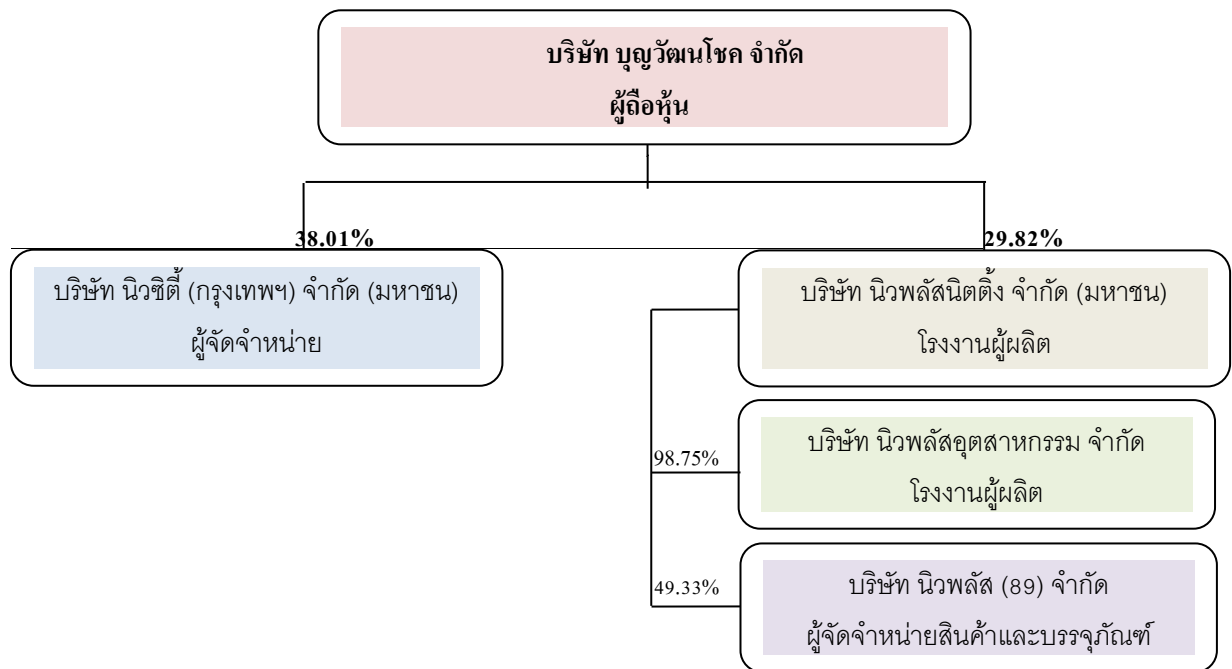 บริษัท บุญวัฒนโชค จำกัด
ผู้ถือหุ้น
38.01%
29.82%
บริษัท นิวซิตี้ (กรุงเทพฯ) จำกัด (มหาชน)
ผู้จัดจำหน่าย
บริษัท นิวพลัสนิตติ้ง จำกัด (มหาชน)
โรงงานผู้ผลิต
98.75%
บริษัท นิวพลัสอุตสาหกรรม จำกัด
โรงงานผู้ผลิต
49.33%
บริษัท นิวพลัส (89) จำกัด
ผู้จัดจำหน่ายสินค้าและบรรจุภัณฑ์